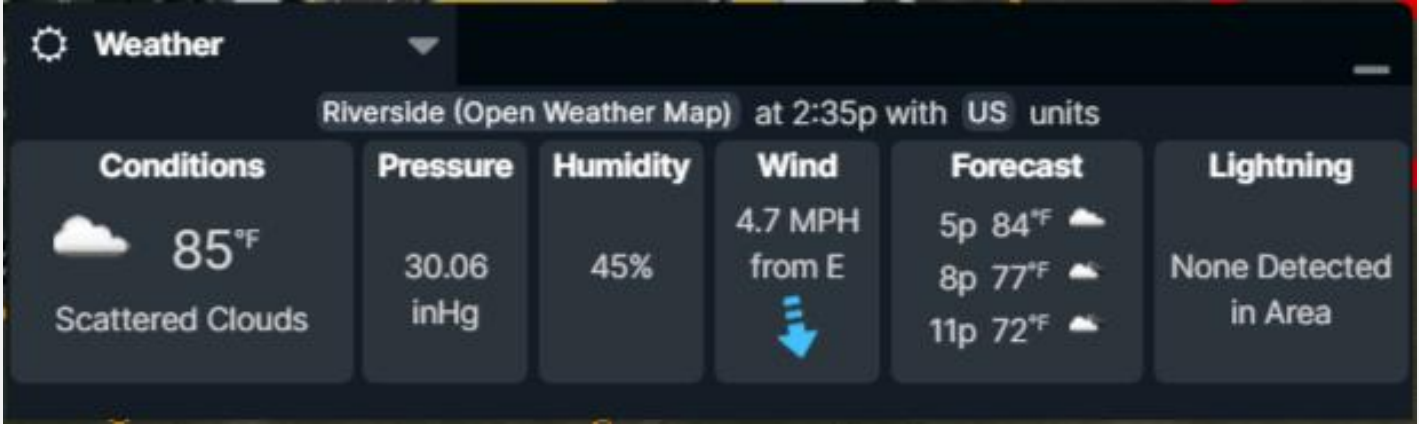 Weather
Riverside (Open Weather Map) at 2:35p with US units
Conditions
85°F
Scattered Clouds
Pressure
30.06
inHg
Humidity
45%
Wind
4.7 MPH
from E
Forecast
5p 84°F
8p 77°F
11p 72°F
Lightning
None Detected
in Area